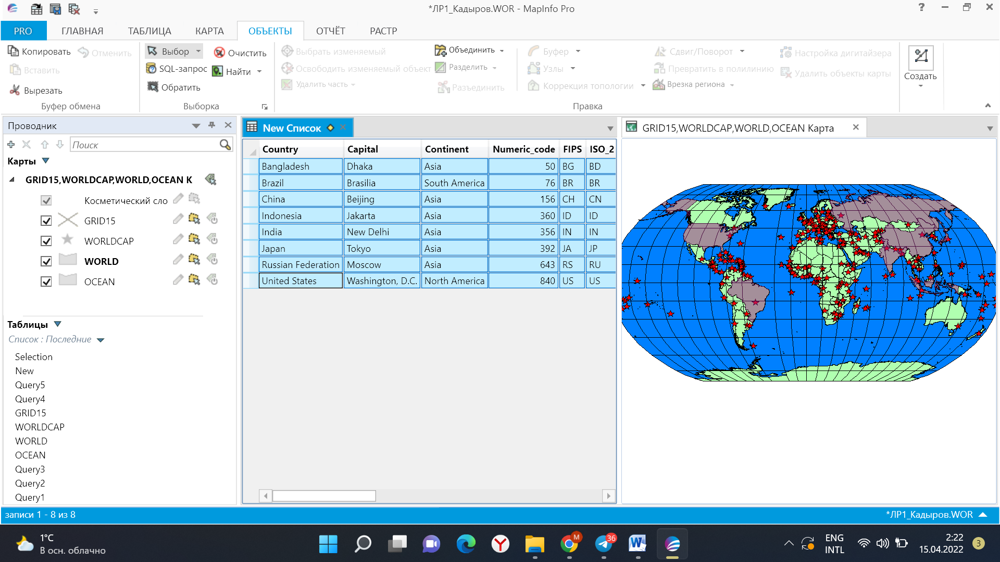 *ЛР1_Кадыров.WOR - MapInfo Pro
?
PRO ГЛАВНАЯ ТАБЛИЦА КАРТА ОБЪЕКТЫ ОТЧЁТ РАСТР
Копировать
Отменить
Вставить
Вырезать
Буфер обмена
Выбор
Очистить
SQL-запрос
Найти
Обратить
Выборка
Выбрать изменяемый
Освободить изменяемый объект
Удалить часть
Объединить
Разделить
Разъединить
Буфер
Узлы
Коррекция топологии
Сдвиг/Поворот
Превратить в полилинию
Врезка региона
Настройка дигитайзера
Удалить объекты карты
Правка
Создать
Проводник
Поиск
Карты
GRID15,WORLDCAP,WORLD,OCEAN К
Косметический сло
GRID15
WORLDCAP
WORLD
OCEAN
Таблицы
Список : Последние
Selection
New
Query5
Query4
GRID15
WORLDCAP
WORLD
OCEAN
Query3
Query2
Query1
New Список
Country Capital Continent Numeric_code FIPS ISO_2
Bangladesh Dhaka Asia 50 BG BD
Brazil Brasilia South America 76 BR BR
China Beijing Asia 156 CH CN
Indonesia Jakarta Asia 360 ID ID
India New Delhi Asia 356 IN IN
Japan Tokyo Asia 392 JA JP
Russian Federation Moscow Asia 643 RS RU
United States Washington, D.C. North America 840 US US
GRID15,WORLDCAP,WORLD,OCEAN Карта
записи 1 - 8 из 8
*ЛР1_Кадыров.WOR
1°C
В осн. облачно
M
36
W
ENG
INTL
2:22
15.04.2022
3